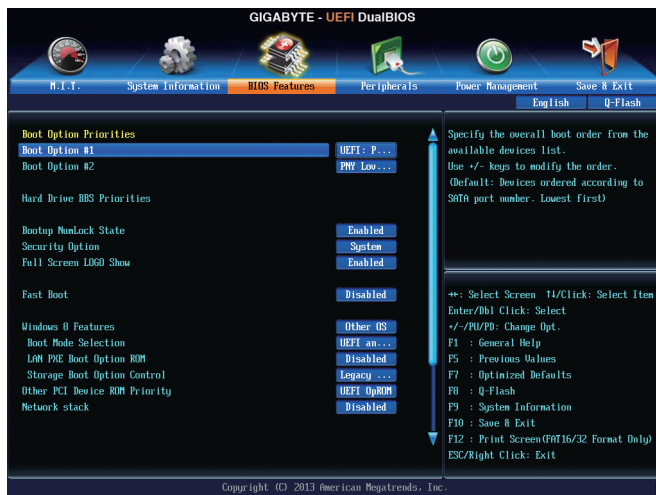 GIGABYTE - UEFI DualBIOS
M.I.T.
System Information
BIOS Features
Peripherals
Power Management
Save & Exit
English
Q-Flash
Boot Option Priorities
Boot Option #1 UEFI: P...
Boot Option #2 PNY Lov...
Hard Drive BBS Priorities
Bootup NumLock State Enabled
Security Option System
Full Screen LOGO Show Enabled
Fast Boot Disabled
Windows 8 Features Other OS
Boot Mode Selection UEFI an...
LAN PXE Boot Option ROM Disabled
Storage Boot Option Control Legacy ...
Other PCI Device ROM Priority UEFI OpROM
Network stack Disabled
Specify the overall boot order from the
available devices list.
Use +/- keys to modify the order.
(Default: Devices ordered according to
SATA port number. Lowest first)
→←: Select Screen ↑↓/Click: Select Item
Enter/Dbl Click: Select
+/-/PU/PD: Change Opt.
F1 : General Help
F5 : Previous Values
F7 : Optimized Defaults
F8 : Q-Flash
F9 : System Information
F10 : Save & Exit
F12 : Print Screen(FAT16/32 Format Only)
ESC/Right Click: Exit
Copyright (C) 2013 American Megatrends, Inc.